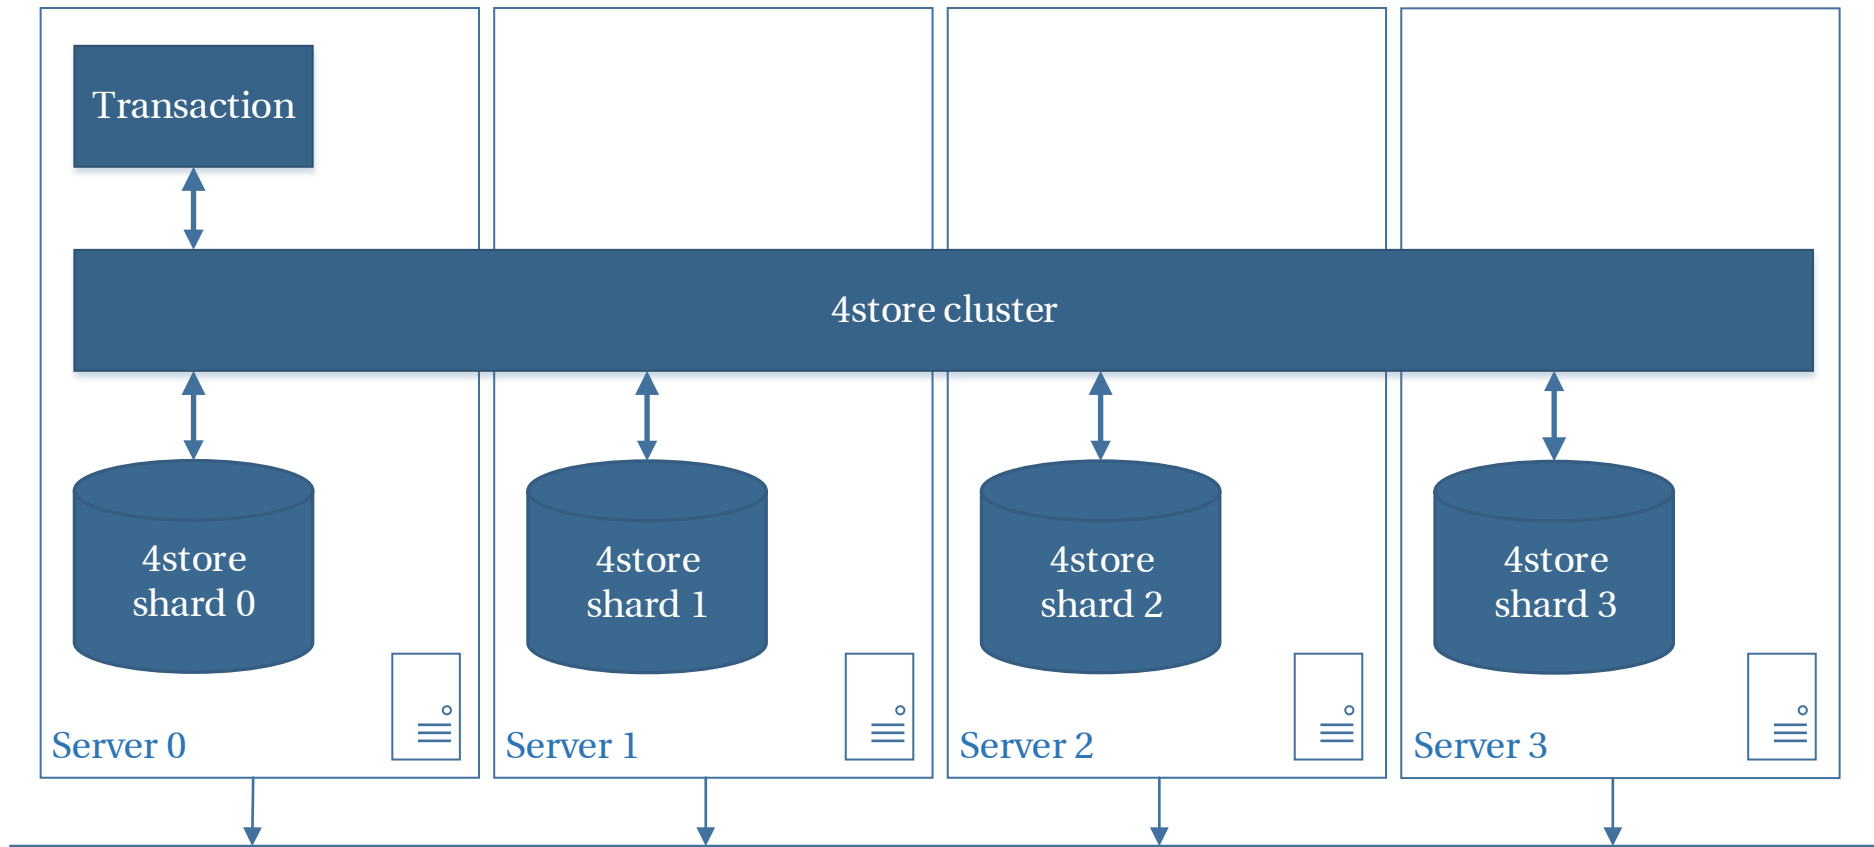 Transaction
4store cluster
4store
shard 0
4store
shard 1
4store
shard 2
4store
shard 3
Server 0
Server 1
Server 2
Server 3